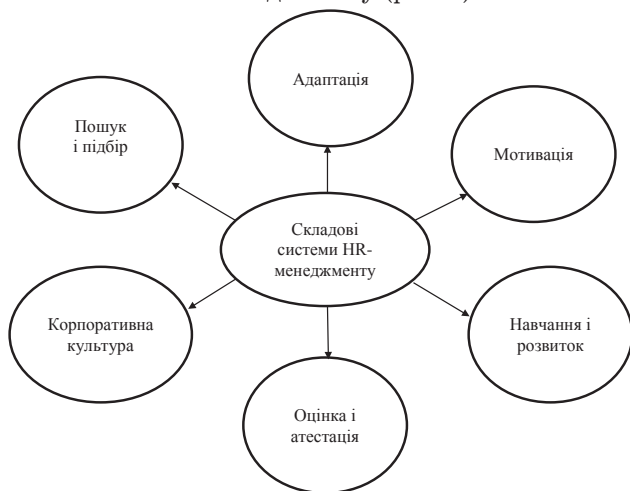 Адаптація
Пошук
і підбір
Мотивація
Складові
системи HR-
менеджменту
Корпоративна
культура
Навчання і
розвиток
Оцінка і
атестація